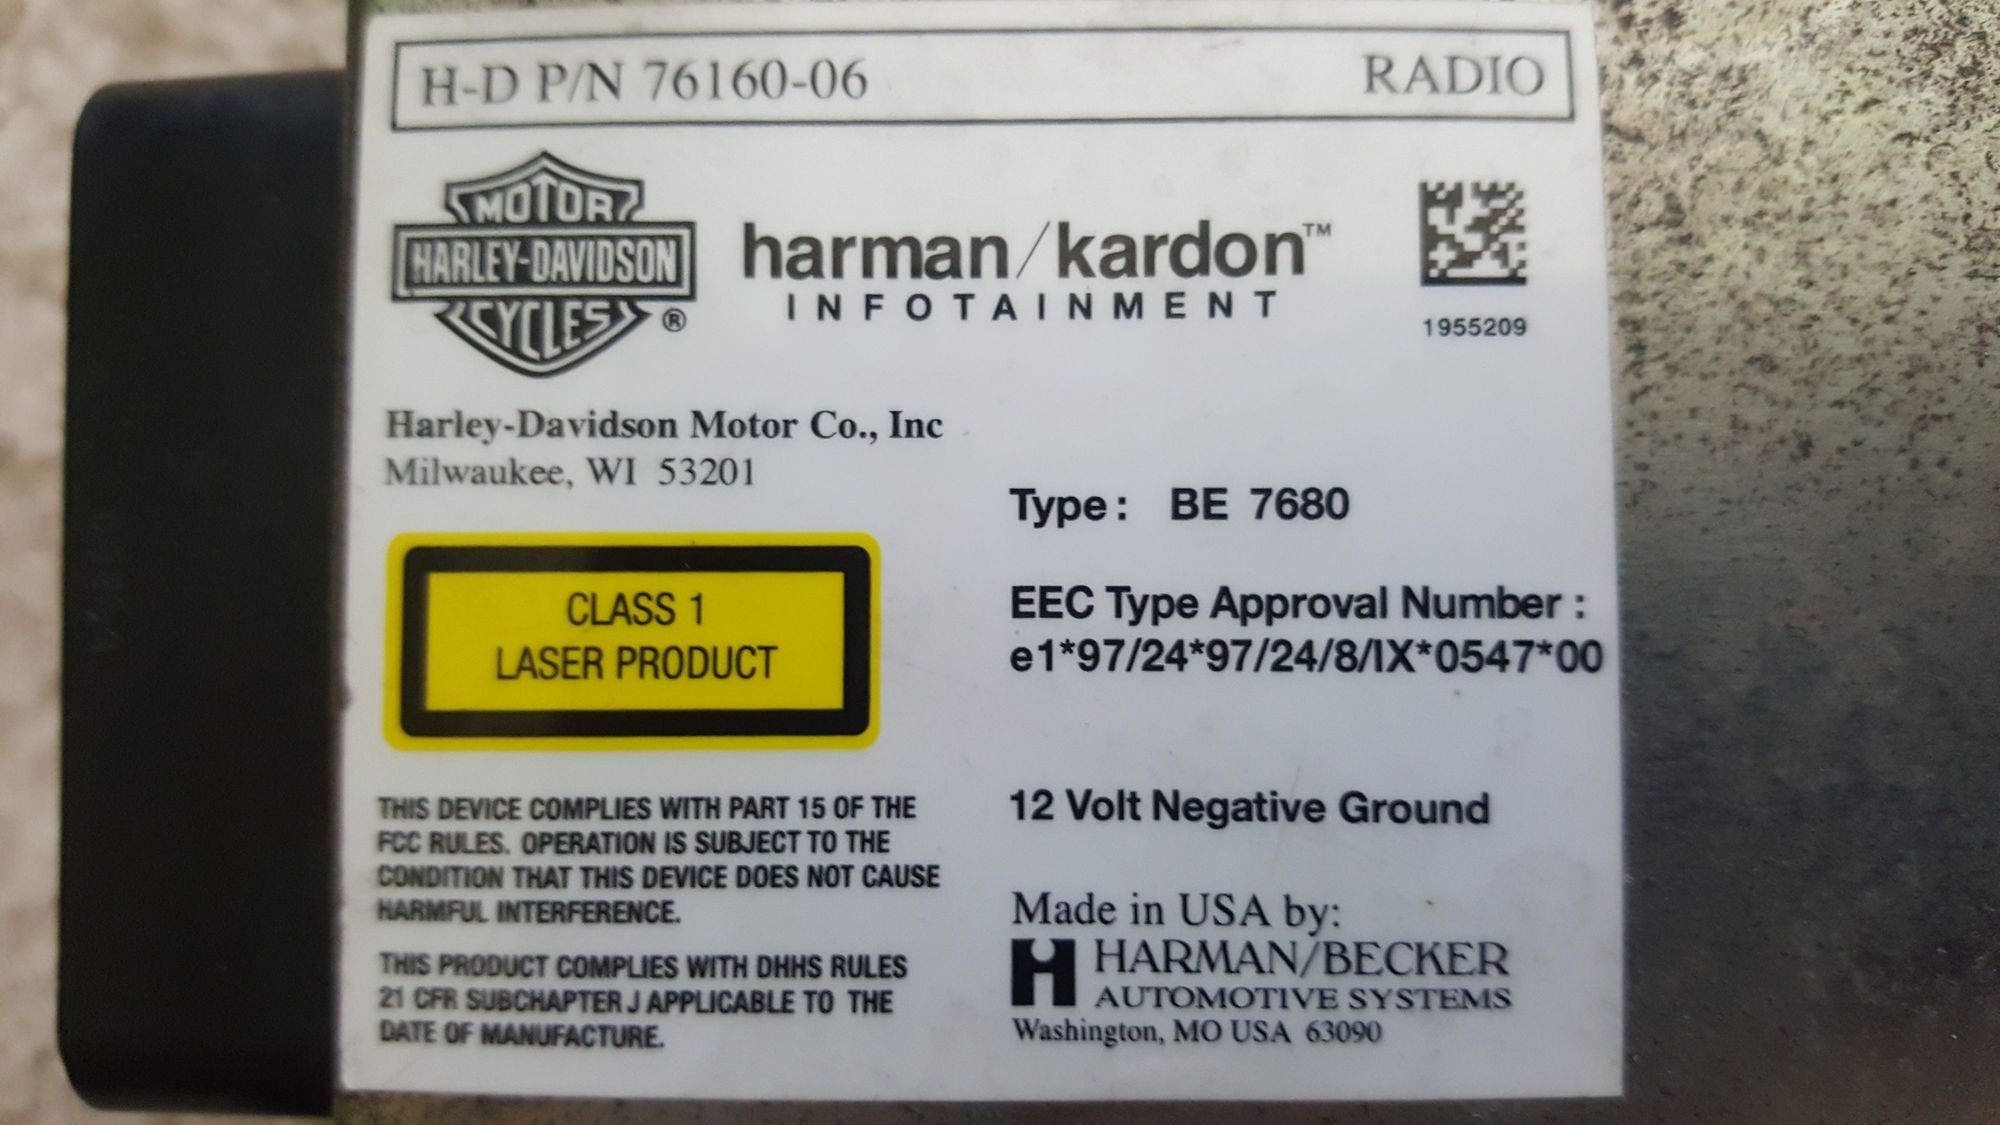 H-D P/N 76160-06 RADIO
MOTOR
HARLEY-DAVIDSON
CYCLES ®
harman/kardon™
INFOTAINMENT
1955209
Harley-Davidson Motor Co., Inc
Milwaukee, WI 53201
Type: BE 7680
CLASS 1
LASER PRODUCT
EEC Type Approval Number :
e1*97/24*97/24/8/IX*0547*00
12 Volt Negative Ground
THIS DEVICE COMPLIES WITH PART 15 OF THE
FCC RULES. OPERATION IS SUBJECT TO THE
CONDITION THAT THIS DEVICE DOES NOT CAUSE
HARMFUL INTERFERENCE.
THIS PRODUCT COMPLIES WITH DHHS RULES
21 CFR SUBCHAPTER J APPLICABLE TO THE
DATE OF MANUFACTURE.
Made in USA by:
HARMAN/BECKER
AUTOMOTIVE SYSTEMS
Washington, MO USA 63090